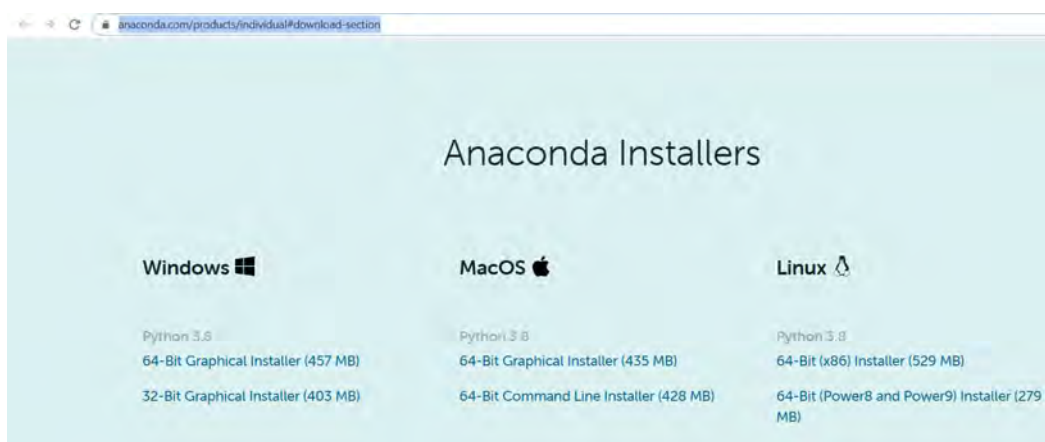 anaconda.com/products/individual#download-section
Anaconda Installers
Windows
MacOS
Linux
Python 3.8
Python 3.8
Python 3.8
64-Bit Graphical Installer (457 MB)
64-Bit Graphical Installer (435 MB)
64-Bit (x86) Installer (529 MB)
32-Bit Graphical Installer (403 MB)
64-Bit Command Line Installer (428 MB)
64-Bit (Power8 and Power9) Installer (279
MB)